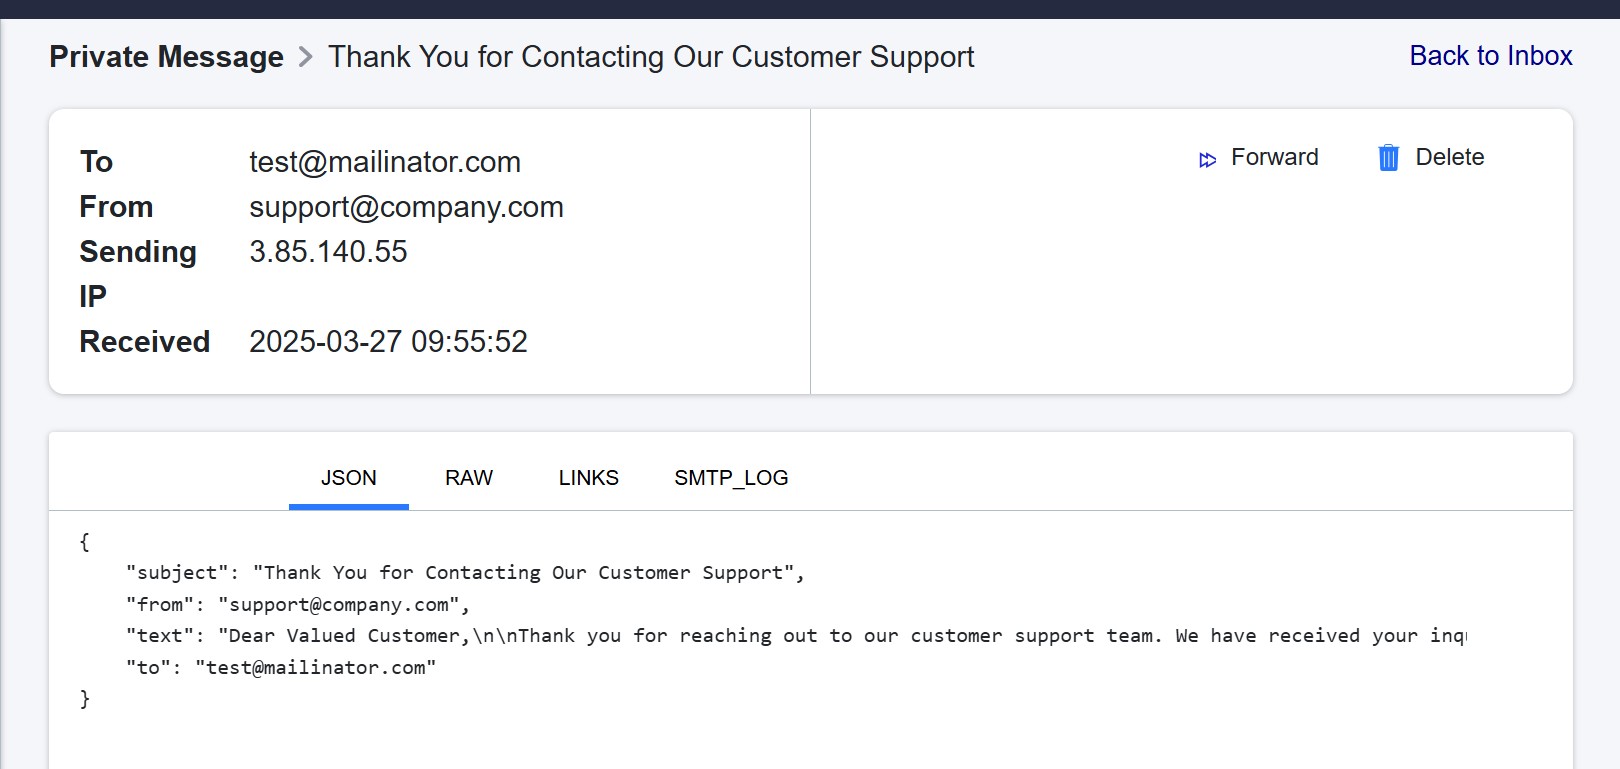 Private Message > Thank You for Contacting Our Customer Support
Back to Inbox
To test@mailinator.com
From support@company.com
Sending IP 3.85.140.55
Received 2025-03-27 09:55:52
Forward Delete
JSON RAW LINKS SMTP_LOG
{
    "subject": "Thank You for Contacting Our Customer Support",
    "from": "support@company.com",
    "text": "Dear Valued Customer,\n\nThank you for reaching out to our customer support team. We have received your
    "to": "test@mailinator.com"
}